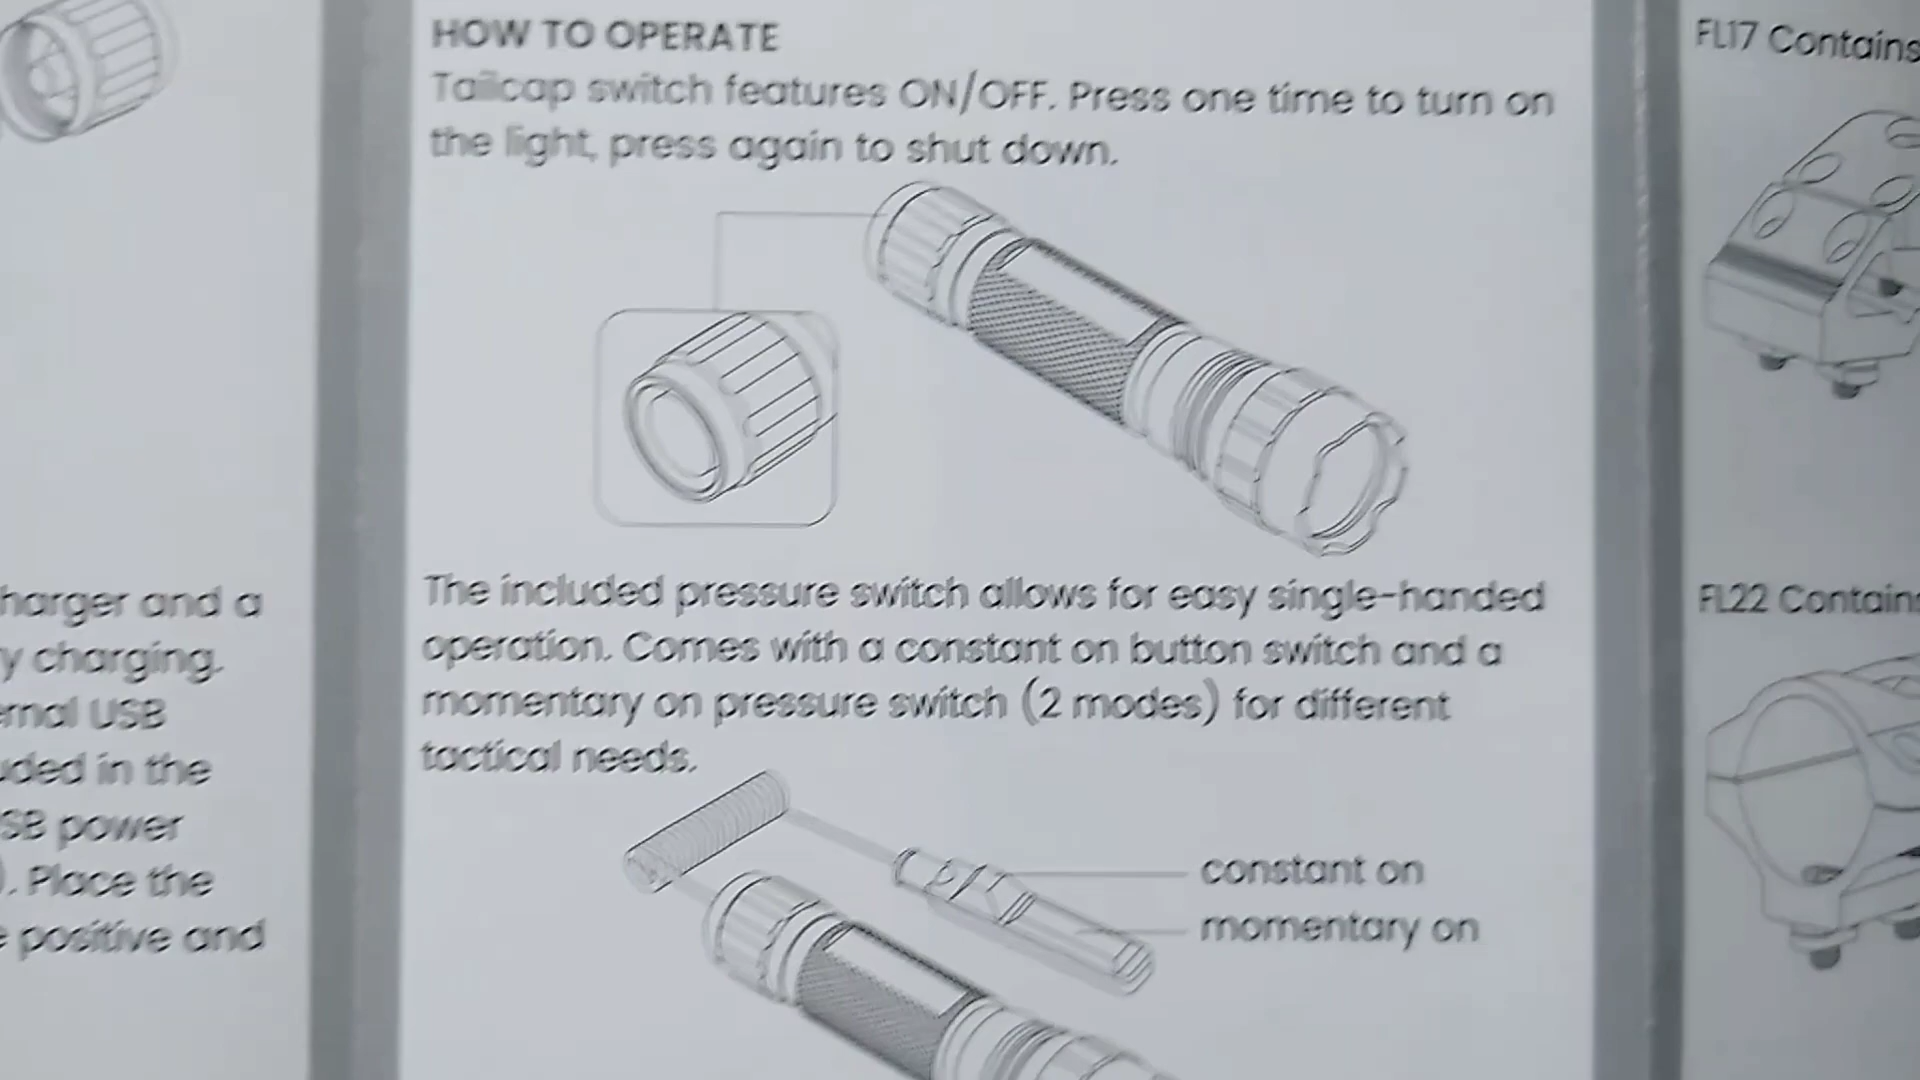 harger and a
y charging.
ernal USB
uded in the
SB power
). Place the
e positive and
HOW TO OPERATE
Tailcap switch features ON/OFF. Press one time to turn on
the light, press again to shut down.
The included pressure switch allows for easy single-handed
operation. Comes with a constant on button switch and a
momentary on pressure switch (2 modes) for different
tactical needs.
constant on
momentary on
FL17 Contains
FL22 Contains